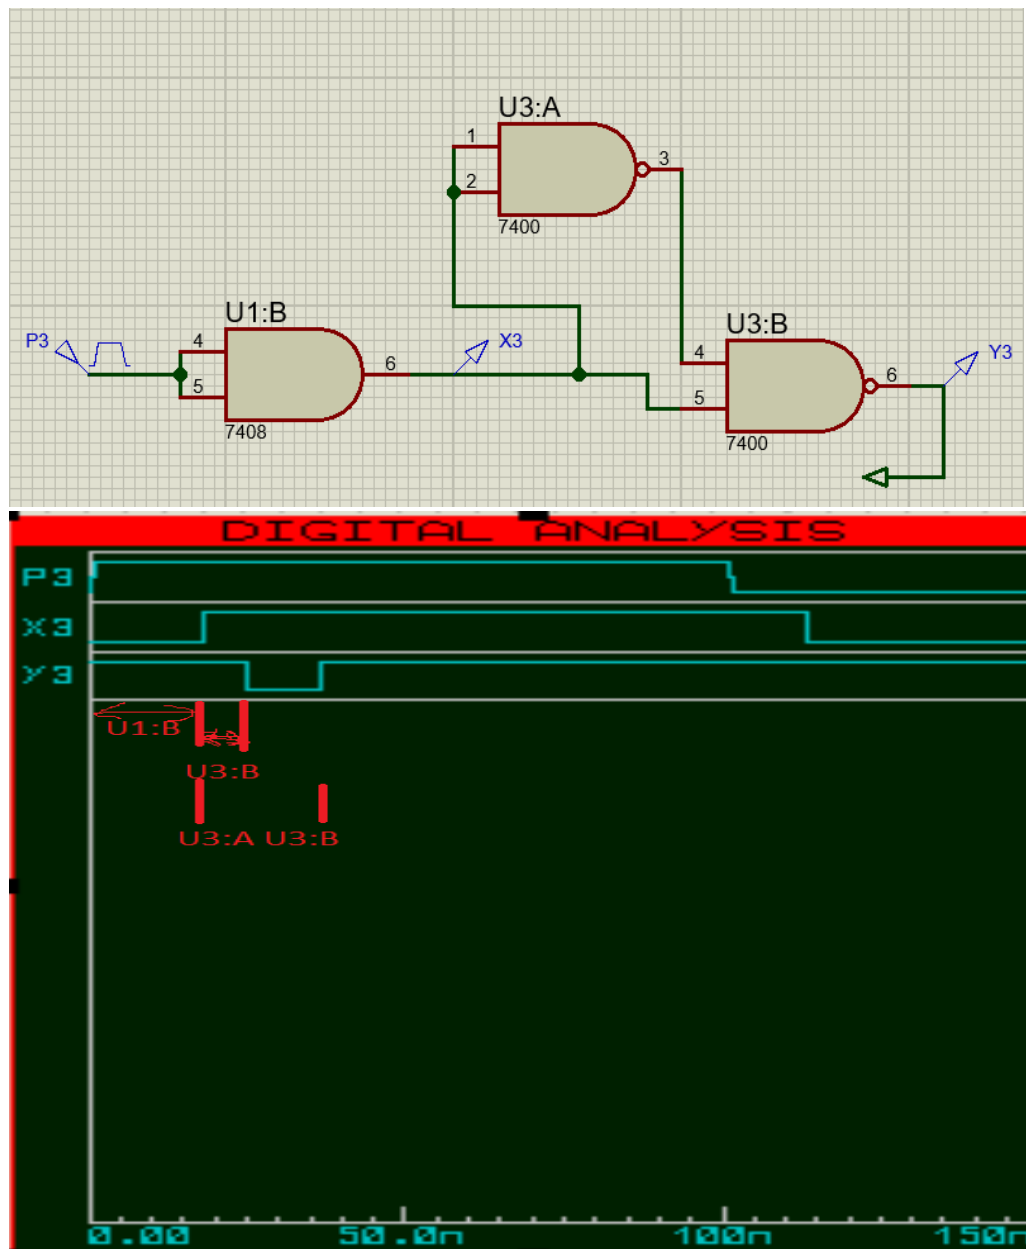 U3:A
1
3
2
7400
U1:B
U3:B
P3
4
X3
Y3
6
4
6
5
5
7408
7400
DIGITAL ANALYSIS
P3
X3
Y3
U1:B
U3:B
U3:A U3:B
0.00 50.0n 100n 150n